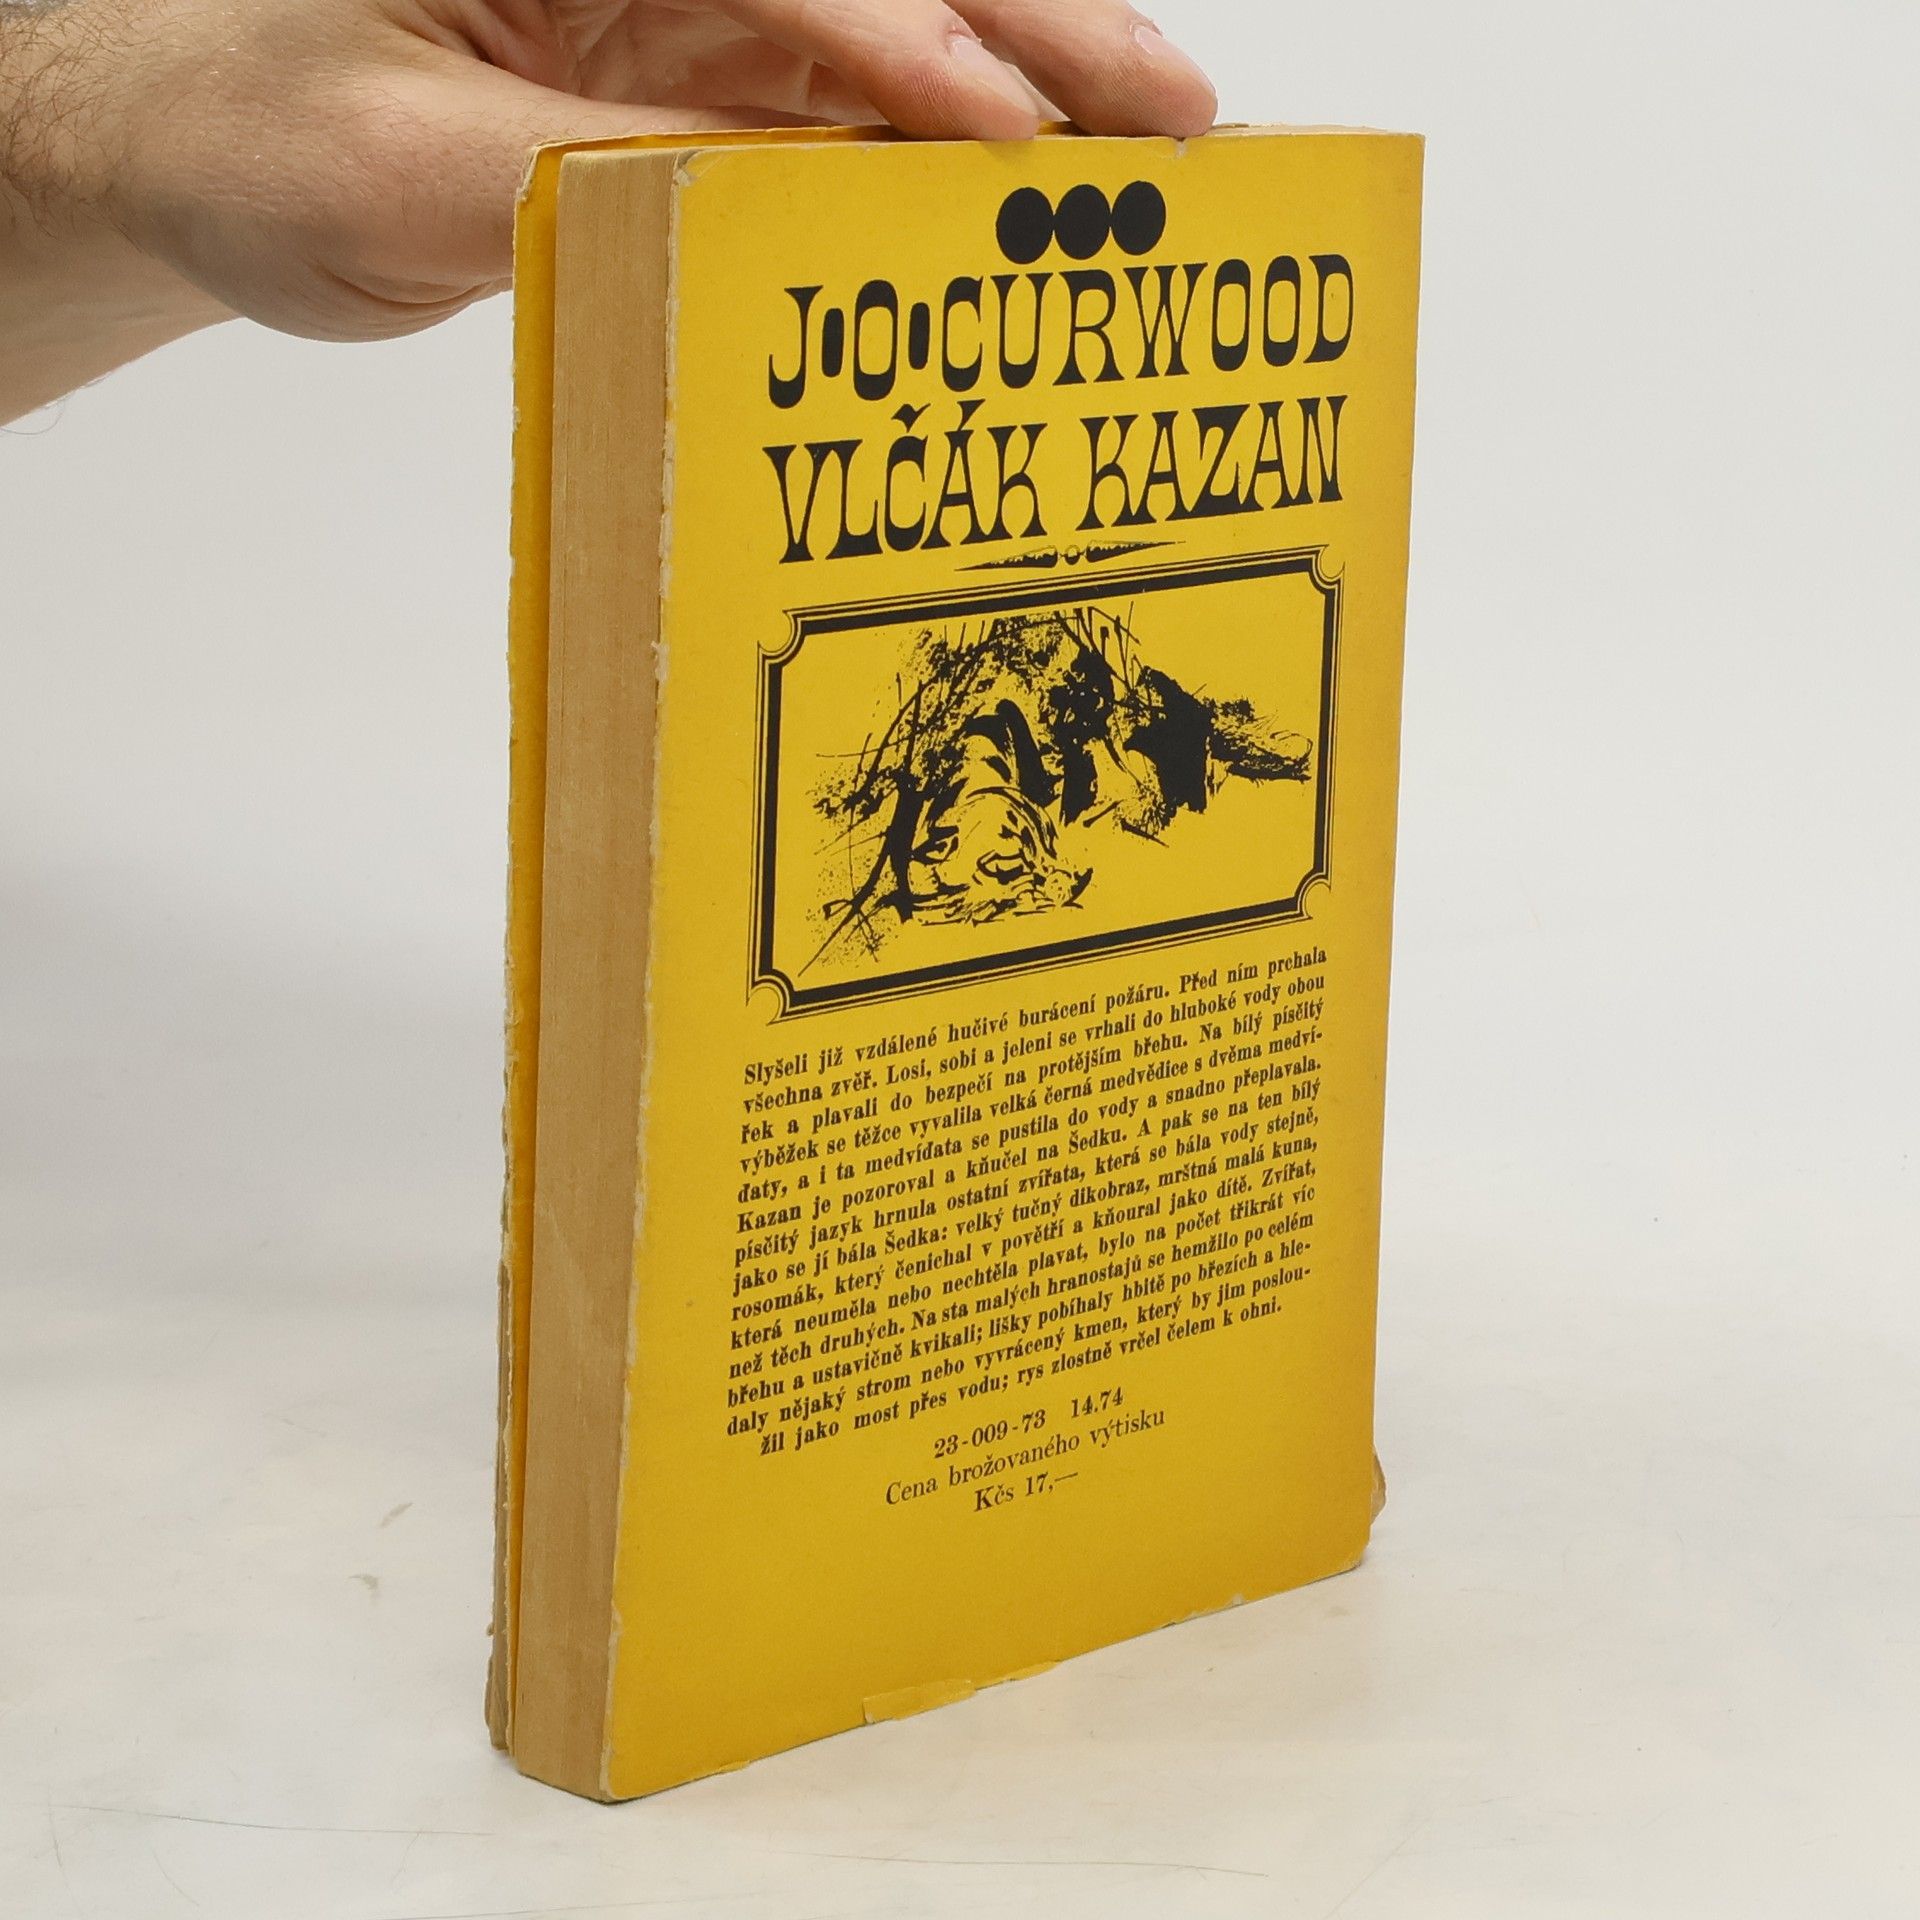 J·O·CURWOOD
VLČÁK KAZAN
Slyšeli již vzdálené hučivé burácení požáru. Před ním prchala
všechna zvěř. Losi, sobi a jeleni se vrhali do hluboké vody obou
řek a plavali do bezpečí na protějším břehu. Na bílý písčitý
výběžek se těžce vyvalila velká černá medvědice s dvěma medví-
ďaty, a i ta medvíďata se pustila do vody a snadno přeplavala.
Kazan je pozoroval a kňučel na Šedku. A pak se na ten bílý
písčitý jazyk hrnula ostatní zvířata, která se bála vody stejně,
jako se jí bála Šedka: velký tučný dikobraz, mrštná malá kuna,
rosomák, který čenichal v povětří a kňoural jako dítě. Zvířat,
která neuměla nebo nechtěla plavat, bylo na počet třikrát víc
než těch druhých. Na sta malých hranostajů se hemžilo po celém
břehu a ustavičně kvikali; lišky pobíhaly hbitě po březích a hle-
daly nějaký strom nebo vyvrácený kmen, který by jim poslou-
žil jako most přes vodu; rys zlostně vrčel čelem k ohni.
23-009-73 14.74
Cena brožovaného výtisku
Kčs 17,—